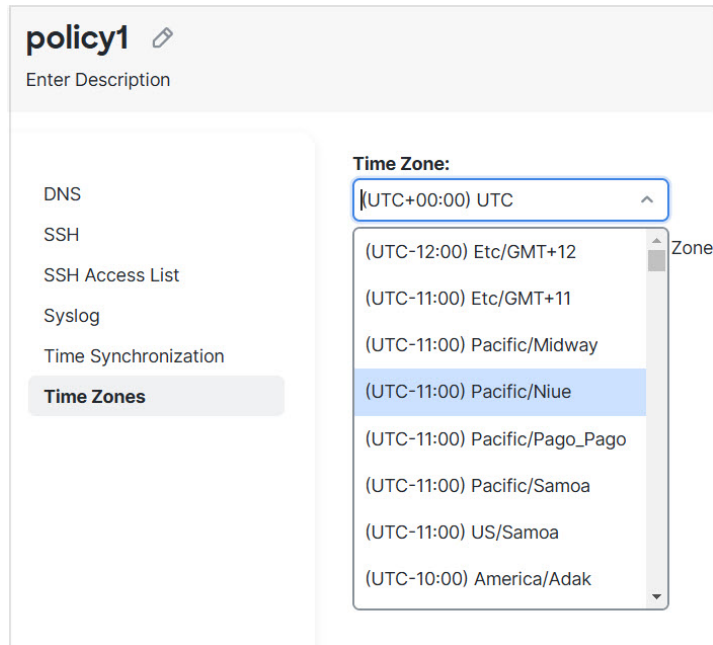 policy1
Enter Description
DNS
SSH
SSH Access List
Syslog
Time Synchronization
Time Zones
Time Zone:
(UTC+00:00) UTC
Zone
(UTC-12:00) Etc/GMT+12
(UTC-11:00) Etc/GMT+11
(UTC-11:00) Pacific/Midway
(UTC-11:00) Pacific/Niue
(UTC-11:00) Pacific/Pago_Pago
(UTC-11:00) Pacific/Samoa
(UTC-11:00) US/Samoa
(UTC-10:00) America/Adak